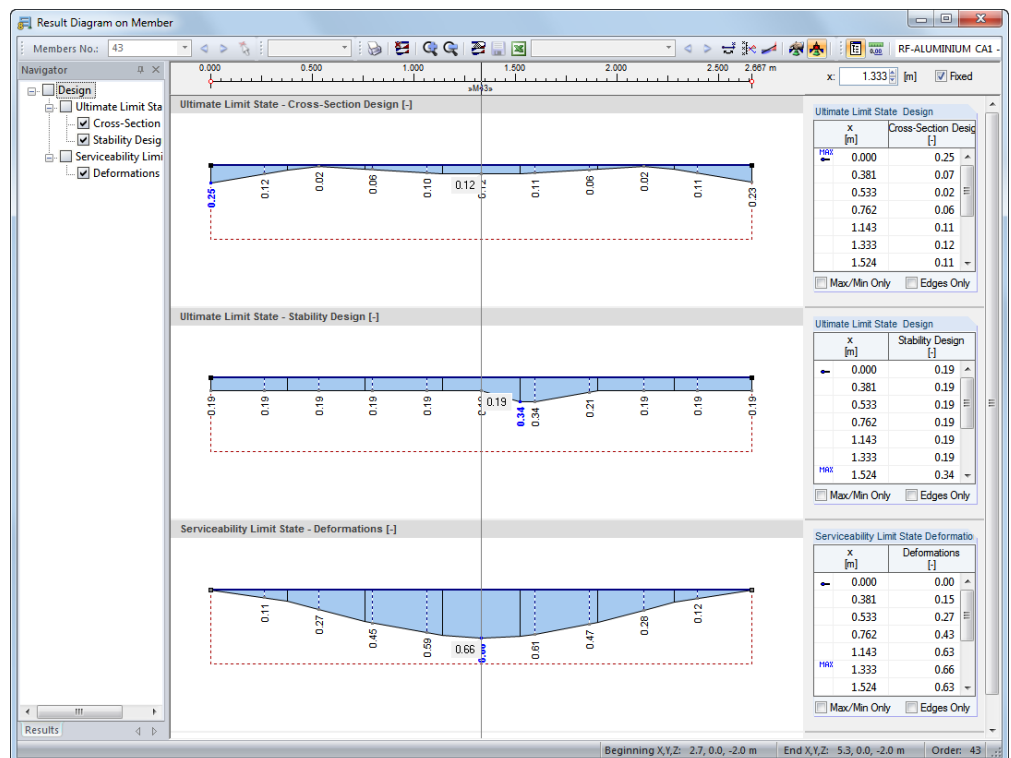 Result Diagram on Member
Members No.: 43
RF-ALUMINIUM CA1 -
Navigator
Design
Ultimate Limit Sta
Cross-Section
Stability Desig
Serviceability Limi
Deformations
Results
0.000 0.500 1.000 1.500 2.000 2.500 2.667 m
»M43»
x: 1.333 [m] Fixed
Ultimate Limit State - Cross-Section Design [-]
0.25 0.12 0.02 0.06 0.10 0.12 0.11 0.06 0.02 0.11 0.23
Ultimate Limit State Design
x Cross-Section Desig
[m] [-]
MAX 0.000 0.25
0.381 0.07
0.533 0.02
0.762 0.06
1.143 0.11
1.333 0.12
1.524 0.11
Max/Min Only Edges Only
Ultimate Limit State - Stability Design [-]
0.19 0.19 0.19 0.19 0.19 0.19 0.34 0.34 0.21 0.19 0.19 0.19
Ultimate Limit State Design
x Stability Design
[m] [-]
0.000 0.19
0.381 0.19
0.533 0.19
0.762 0.19
1.143 0.19
1.333 0.19
MAX 1.524 0.34
Max/Min Only Edges Only
Serviceability Limit State - Deformations [-]
0.11 0.27 0.45 0.59 0.66 0.61 0.47 0.28 0.12
Serviceability Limit State Deformatio
x Deformations
[m] [-]
0.000 0.00
0.381 0.15
0.533 0.27
0.762 0.43
1.143 0.63
MAX 1.333 0.66
1.524 0.63
Max/Min Only Edges Only
Beginning X,Y,Z: 2.7, 0.0, -2.0 m End X,Y,Z: 5.3, 0.0, -2.0 m Order: 43